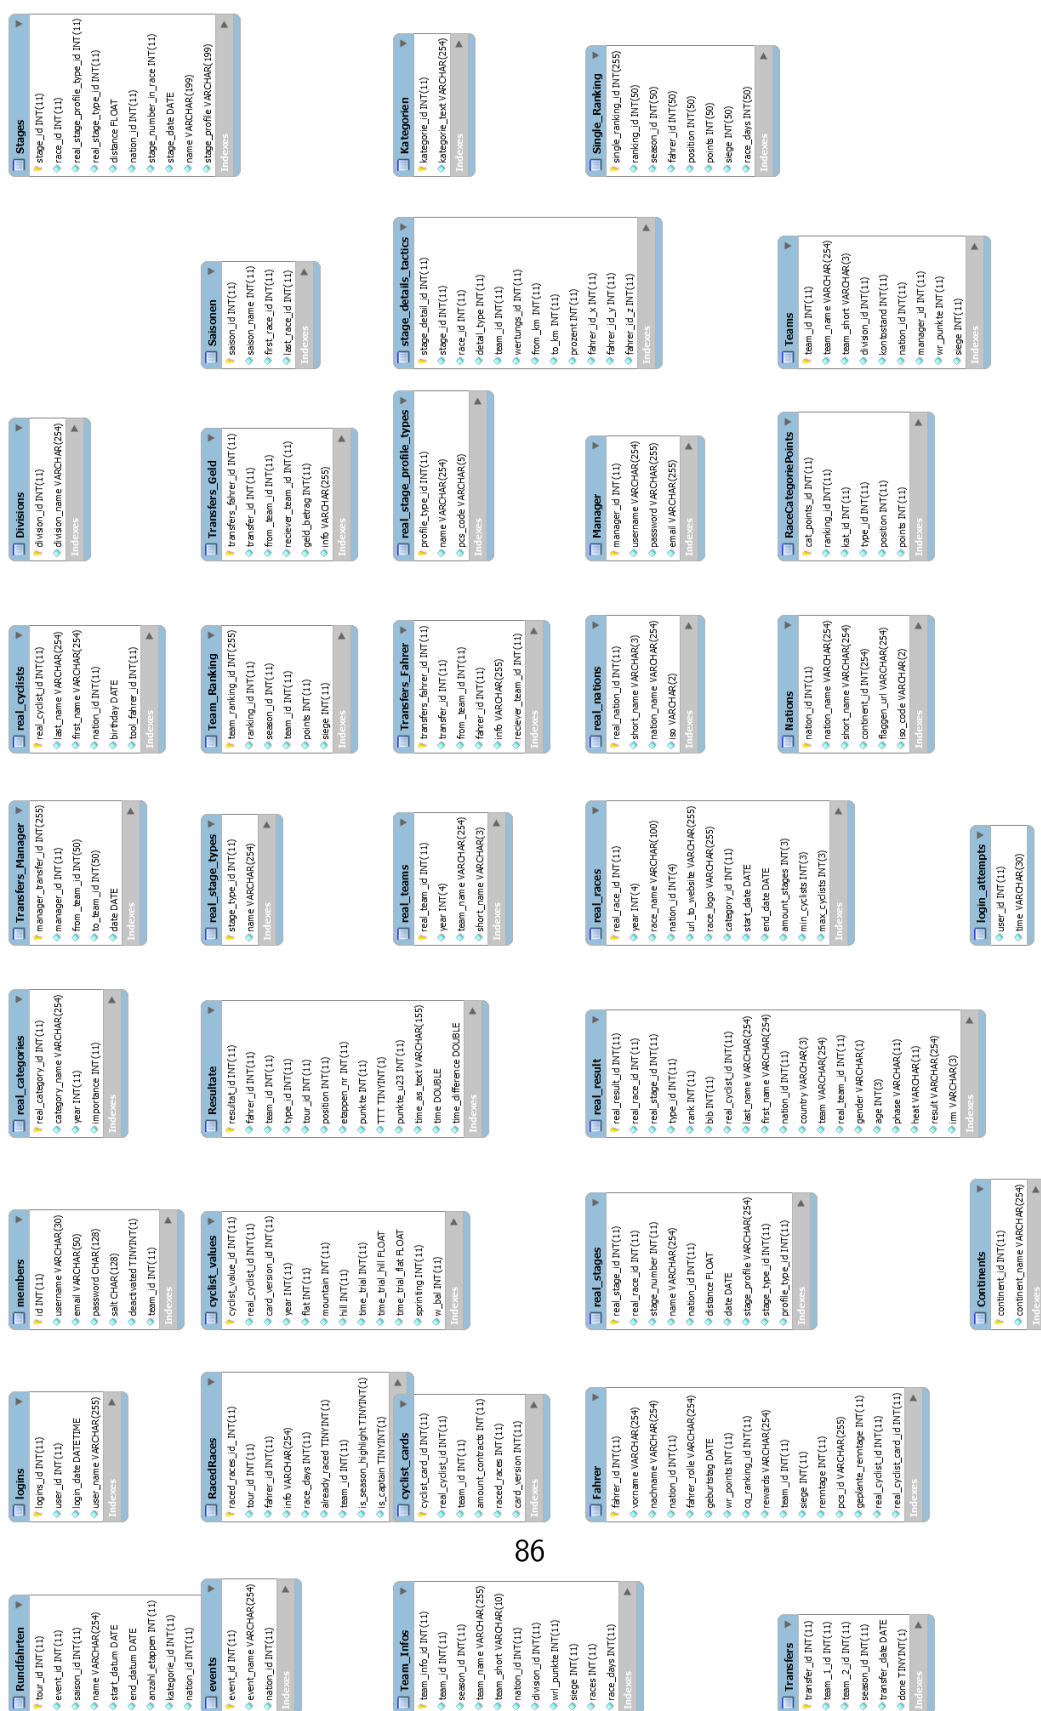 Rundfahrten
tour_id INT(11)
event_id INT(11)
saison_id INT(11)
name VARCHAR(254)
start_datum DATE
end_datum DATE
anzahl_etappen INT(11)
kategorie_id INT(11)
nation_id INT(11)
logins
logins_id INT(11)
user_id INT(11)
login_date DATETIME
user_name VARCHAR(255)
Indexes
members
id INT(11)
username VARCHAR(30)
email VARCHAR(50)
password CHAR(128)
salt CHAR(128)
deactivated TINYINT(1)
team_id INT(11)
Indexes
real_categories
real_category_id INT(11)
category_name VARCHAR(254)
year INT(11)
importance INT(11)
Indexes
Transfers_Manager
manager_transfer_id INT(255)
manager_id INT(11)
from_team_id INT(50)
to_team_id INT(50)
date DATE
Indexes
real_cyclists
real_cyclist_id INT(11)
last_name VARCHAR(254)
first_name VARCHAR(254)
nation_id INT(11)
birthday DATE
tool_fahrer_id INT(11)
Indexes
Divisions
division_id INT(11)
division_name VARCHAR(254)
Indexes
Stages
stage_id INT(11)
race_id INT(11)
real_stage_profile_type_id INT(11)
real_stage_type_id INT(11)
distance FLOAT
nation_id INT(11)
stage_number_in_race INT(11)
stage_date DATE
name VARCHAR(199)
stage_profile VARCHAR(199)
Indexes
events
event_id INT(11)
event_name VARCHAR(254)
nation_id INT(11)
Indexes
RacedRaces
raced_races_id_ INT(11)
tour_id INT(11)
fahrer_id INT(11)
info VARCHAR(254)
race_days INT(11)
already_raced TINYINT(1)
team_id INT(11)
is_season_highlight TINYINT(1)
is_captain TINYINT(1)
cyclist_values
cyclist_value_id INT(11)
real_cyclist_id INT(11)
card_version_id INT(11)
year INT(11)
flat INT(11)
mountain INT(11)
hill INT(11)
time_trial INT(11)
time_trial_hill FLOAT
time_trial_flat FLOAT
sprinting INT(11)
w_bal INT(11)
Indexes
Resultate
resultat_id INT(11)
fahrer_id INT(11)
team_id INT(11)
type_id INT(11)
tour_id INT(11)
position INT(11)
etappen_nr INT(11)
punkte INT(11)
TTT TINYINT(1)
punkte_u23 INT(11)
time_as_text VARCHAR(155)
time DOUBLE
time_difference DOUBLE
Indexes
real_stage_types
stage_type_id INT(11)
name VARCHAR(254)
Indexes
Team_Ranking
team_ranking_id INT(255)
ranking_id INT(11)
season_id INT(11)
team_id INT(11)
points INT(11)
siege INT(11)
Indexes
Transfers_Geld
transfers_fahrer_id INT(11)
transfer_id INT(11)
from_team_id INT(11)
reciever_team_id INT(11)
geld_betrag INT(11)
info VARCHAR(255)
Indexes
Saisonen
saison_id INT(11)
saison_name INT(11)
first_race_id INT(11)
last_race_id INT(11)
Indexes
Team_Infos
team_info_id INT(11)
team_id INT(11)
season_id INT(11)
team_name VARCHAR(255)
team_short VARCHAR(10)
nation_id INT(11)
division_id INT(11)
wrl_punkte INT(11)
siege INT(11)
races INT(11)
race_days INT(11)
Indexes
cyclist_cards
cyclist_card_id INT(11)
real_cyclist_id INT(11)
team_id INT(11)
amount_contracts INT(11)
raced_races INT(11)
card_version INT(11)
Indexes
real_teams
real_team_id INT(11)
year INT(4)
team_name VARCHAR(254)
short_name VARCHAR(3)
Indexes
Transfers_Fahrer
transfers_fahrer_id INT(11)
transfer_id INT(11)
from_team_id INT(11)
fahrer_id INT(11)
info VARCHAR(255)
reciever_team_id INT(11)
Indexes
real_stage_profile_types
profile_type_id INT(11)
name VARCHAR(254)
pcs_code VARCHAR(5)
Indexes
stage_details_tactics
stage_detail_id INT(11)
stage_id INT(11)
race_id INT(11)
detail_type INT(11)
team_id INT(11)
wertungs_id INT(11)
from_km INT(11)
to_km INT(11)
prozent INT(11)
fahrer_id_x INT(11)
fahrer_id_y INT(11)
fahrer_id_z INT(11)
Indexes
Kategorien
kategorie_id INT(11)
kategorie_text VARCHAR(254)
Indexes
Fahrer
fahrer_id INT(11)
vorname VARCHAR(254)
nachname VARCHAR(254)
nation_id INT(11)
fahrer_rolle VARCHAR(254)
geburtstag DATE
wr_points INT(11)
cq_ranking_id INT(11)
rewards VARCHAR(254)
team_id INT(11)
siege INT(11)
renntage INT(11)
pcs_id VARCHAR(255)
geplante_renntage INT(11)
real_cyclist_id INT(11)
real_cyclist_card_id INT(11)
Indexes
real_stages
real_stage_id INT(11)
real_race_id INT(11)
stage_number INT(11)
name VARCHAR(254)
nation_id INT(11)
distance FLOAT
date DATE
stage_profile VARCHAR(254)
stage_type_id INT(11)
profile_type_id INT(11)
Indexes
real_result
real_result_id INT(11)
real_race_id INT(11)
real_stage_id INT(11)
type_id INT(11)
rank INT(11)
bib INT(11)
real_cyclist_id INT(11)
last_name VARCHAR(254)
first_name VARCHAR(254)
nation_id INT(11)
country VARCHAR(3)
team VARCHAR(254)
real_team_id INT(11)
gender VARCHAR(1)
age INT(3)
phase VARCHAR(11)
heat VARCHAR(11)
result VARCHAR(254)
irm VARCHAR(3)
Indexes
real_races
real_race_id INT(11)
year INT(4)
race_name VARCHAR(100)
nation_id INT(4)
url_to_website VARCHAR(255)
race_logo VARCHAR(255)
category_id INT(11)
start_date DATE
end_date DATE
amount_stages INT(3)
min_cyclists INT(3)
max_cyclists INT(3)
Indexes
real_nations
real_nation_id INT(11)
short_name VARCHAR(3)
nation_name VARCHAR(254)
iso VARCHAR(2)
Indexes
Manager
manager_id INT(11)
username VARCHAR(254)
password VARCHAR(255)
email VARCHAR(255)
Indexes
Single_Ranking
single_ranking_id INT(255)
ranking_id INT(50)
season_id INT(50)
fahrer_id INT(50)
position INT(50)
points INT(50)
siege INT(50)
race_days INT(50)
Indexes
Transfers
transfer_id INT(11)
team_1_id INT(11)
team_2_id INT(11)
season_id INT(11)
transfer_date DATE
done TINYINT(1)
Indexes
Nations
nation_id INT(11)
nation_name VARCHAR(254)
short_name VARCHAR(254)
continent_id INT(254)
flaggen_url VARCHAR(254)
iso_code VARCHAR(2)
Indexes
RaceCategoriePoints
cat_points_id INT(11)
ranking_id INT(11)
kat_id INT(11)
type_id INT(11)
position INT(11)
points INT(11)
Indexes
Teams
team_id INT(11)
team_name VARCHAR(254)
team_short VARCHAR(3)
division_id INT(11)
kontostand INT(11)
nation_id INT(11)
manager_id INT(11)
wr_punkte INT(11)
siege INT(11)
Indexes
Continents
continent_id INT(11)
continent_name VARCHAR(254)
Indexes
login_attempts
user_id INT(11)
time VARCHAR(30)
86